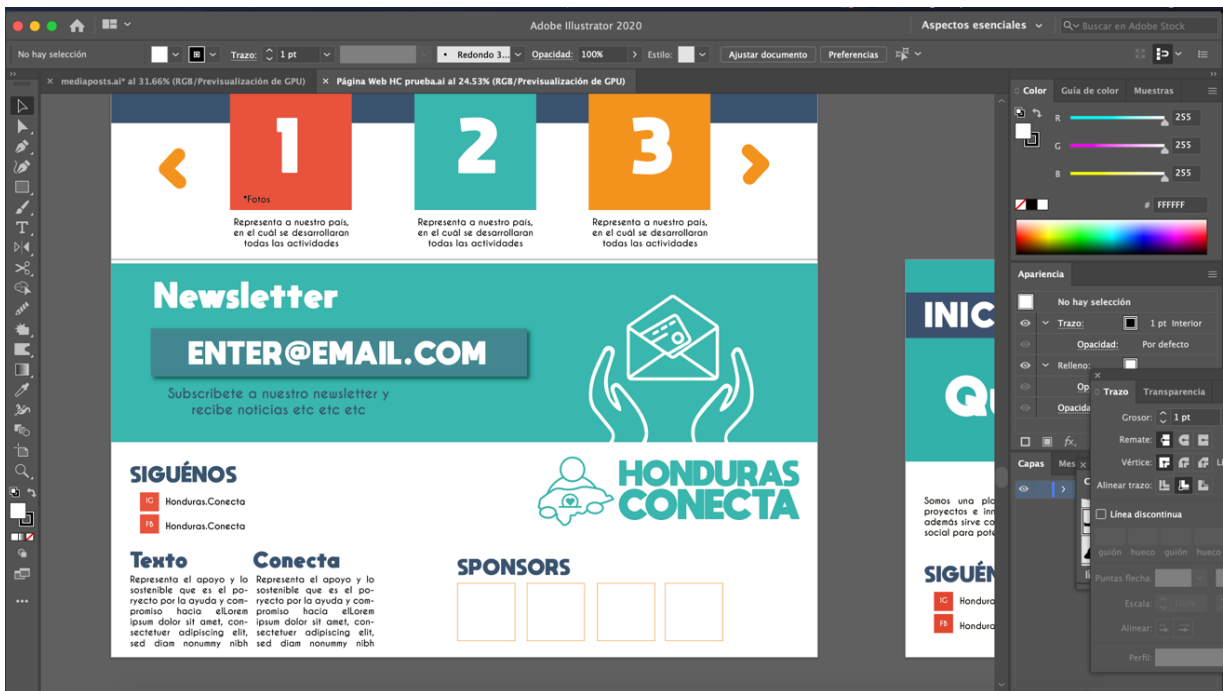 Adobe Illustrator 2020
Aspectos esenciales
Buscar en Adobe Stock
No hay selección
Trazo:
1 pt
Redondo 3...
Opacidad:
100%
Estilo:
Ajustar documento
Preferencias
× mediaposts.ai* al 31.66% (RGB/Previsualización de GPU)
× Página Web HC prueba.ai al 24.53% (RGB/Previsualización de GPU)
1
2
3
*Fotos
Representa a nuestro país,
en el cuál se desarrollaran
todas las actividades
Representa a nuestro país,
en el cuál se desarrollaran
todas las actividades
Representa a nuestro país,
en el cuál se desarrollaran
todas las actividades
Newsletter
ENTER@EMAIL.COM
Subscribete a nuestro newsletter y
recibe noticias etc etc etc
SIGUÉNOS
IG Honduras.Conecta
FB Honduras.Conecta
HONDURAS
CONECTA
Texto
Representa el apoyo y lo
sostenible que es el po-
ryecto por la ayuda y com-
promiso hacia elLorem
ipsum dolor sit amet, con-
sectetuer adipiscing elit,
sed diam nonummy nibh
Conecta
Representa el apoyo y lo
sostenible que es el po-
ryecto por la ayuda y com-
promiso hacia elLorem
ipsum dolor sit amet, con-
sectetuer adipiscing elit,
sed diam nonummy nibh
SPONSORS
INIC
Qu
Somos una pla
proyectos e inn
además sirve co
social para pote
SIGUÉN
IG Hondura
FB Hondura
Color
Guía de color
Muestras
R 255
G 255
B 255
# FFFFFF
Apariencia
No hay selección
Trazo:
1 pt Interior
Opacidad:
Por defecto
Relleno:
Op
Opacida
fx.
Capas
Mes
Trazo
Transparencia
Grosor:
1 pt
Remate:
Vértice:
Alinear trazo:
Línea discontinua
guión hueco guión hueco
Puntas flecha:
Escala:
100%
Alinear:
Perfil: